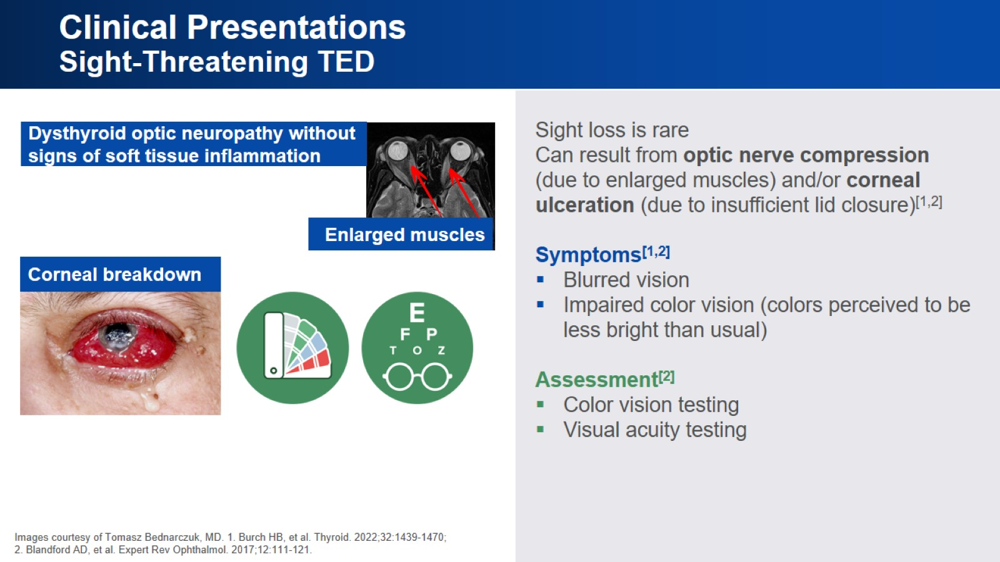 Clinical Presentations
Sight-Threatening TED
Dysthyroid optic neuropathy without
signs of soft tissue inflammation
Enlarged muscles
Corneal breakdown
E
F P
T O Z
Sight loss is rare
Can result from optic nerve compression
(due to enlarged muscles) and/or corneal
ulceration (due to insufficient lid closure)[1,2]
Symptoms[1,2]
▪ Blurred vision
▪ Impaired color vision (colors perceived to be
less bright than usual)
Assessment[2]
▪ Color vision testing
▪ Visual acuity testing
Images courtesy of Tomasz Bednarczuk, MD. 1. Burch HB, et al. Thyroid. 2022;32:1439-1470;
2. Blandford AD, et al. Expert Rev Ophthalmol. 2017;12:111-121.